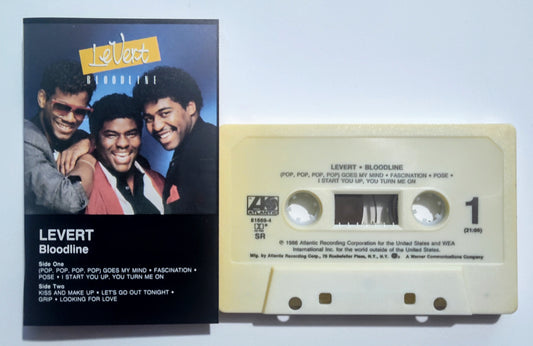 LeVert
BLOODLINE
LEVERT
Bloodline
Side One
(POP, POP, POP, POP) GOES MY MIND • FASCINATION •
POSE • I START YOU UP, YOU TURN ME ON
Side Two
KISS AND MAKE UP • LET'S GO OUT TONIGHT •
GRIP • LOOKING FOR LOVE
LEVERT • BLOODLINE
(POP, POP, POP, POP) GOES MY MIND • FASCINATION • POSE •
I START YOU UP, YOU TURN ME ON
ATLANTIC
81669-4
SR
1
(21:06)
℗ 1986 Atlantic Recording Corporation for the United States and WEA
International Inc. for the world outside of the United States.
Mfg. by Atlantic Recording Corp., 75 Rockefeller Plaza, N.Y., N.Y. A Warner Communications Company